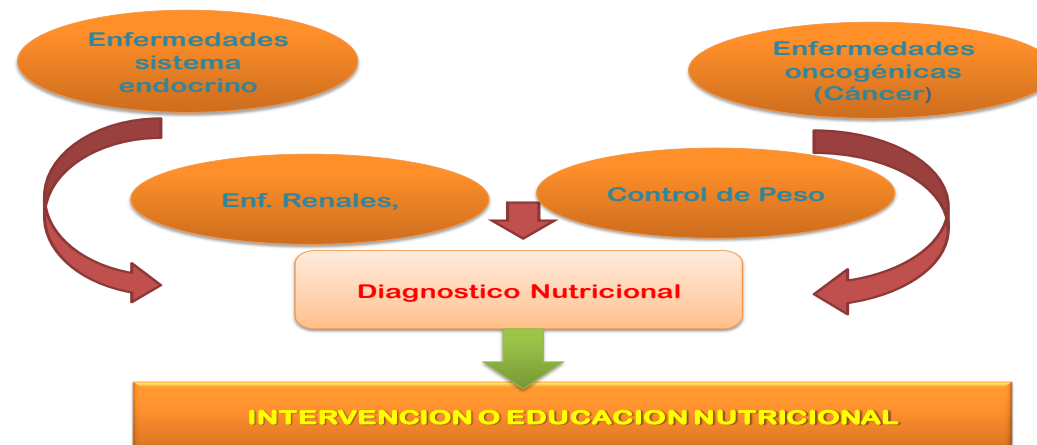 Enfermedades
sistema
endocrino
Enfermedades
oncogénicas
(Cáncer)
Enf. Renales,
Control de Peso
Diagnostico Nutricional
INTERVENCION O EDUCACION NUTRICIONAL